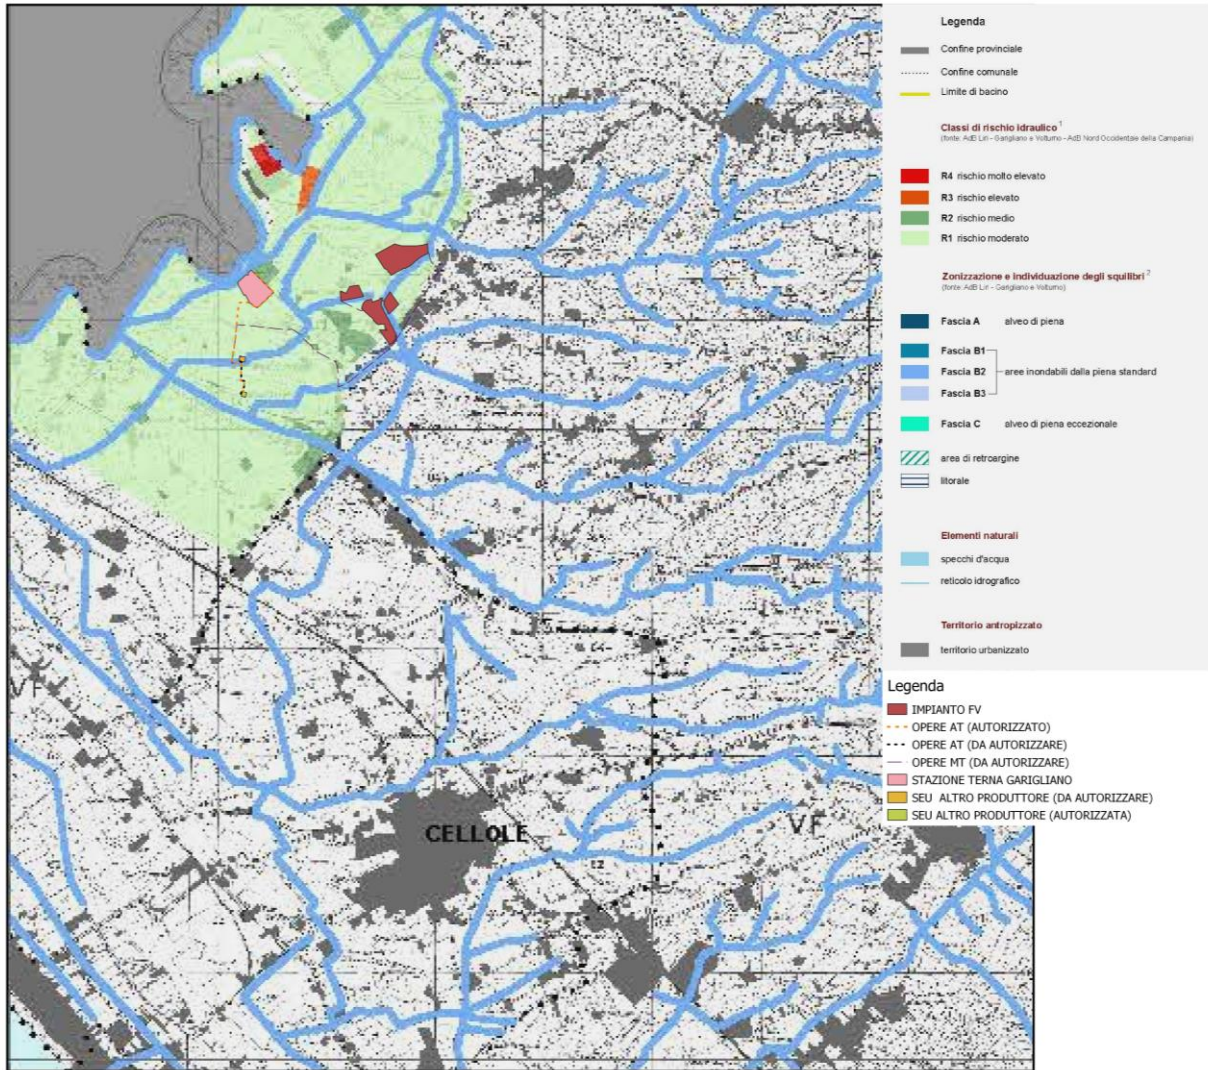 Legenda
Confine provinciale
Confine comunale
Limite di bacino
Classi di rischio idraulico 1
(fonte: AdB Liri - Garigliano e Volturno - AdB Nord Occidentale della Campania)
R4 rischio molto elevato
R3 rischio elevato
R2 rischio medio
R1 rischio moderato
Zonizzazione e individuazione degli squilibri 2
(fonte: AdB Liri - Garigliano e Volturno)
Fascia A alveo di piena
Fascia B1
Fascia B2 aree inondabili dalla piena standard
Fascia B3
Fascia C alveo di piena eccezionale
area di retroargine
litorale
Elementi naturali
specchi d'acqua
reticolo idrografico
Territorio antropizzato
territorio urbanizzato
Legenda
IMPIANTO FV
OPERE AT (AUTORIZZATO)
OPERE AT (DA AUTORIZZARE)
OPERE MT (DA AUTORIZZARE)
STAZIONE TERNA GARIGLIANO
SEU ALTRO PRODUTTORE (DA AUTORIZZARE)
SEU ALTRO PRODUTTORE (AUTORIZZATA)
VF
CELLOLE
VF